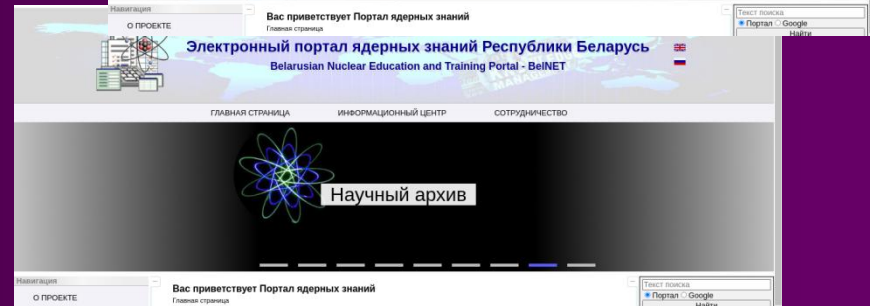 Навигация
О ПРОЕКТЕ
Вас приветствует Портал ядерных знаний
Главная страница
Текст поиска
Портал Google
Найти
Электронный портал ядерных знаний Республики Беларусь
Belarusian Nuclear Education and Training Portal - BelNET
ГЛАВНАЯ СТРАНИЦА ИНФОРМАЦИОННЫЙ ЦЕНТР СОТРУДНИЧЕСТВО
Научный архив
Навигация
О ПРОЕКТЕ
Вас приветствует Портал ядерных знаний
Главная страница
Текст поиска
Портал Google
Найти